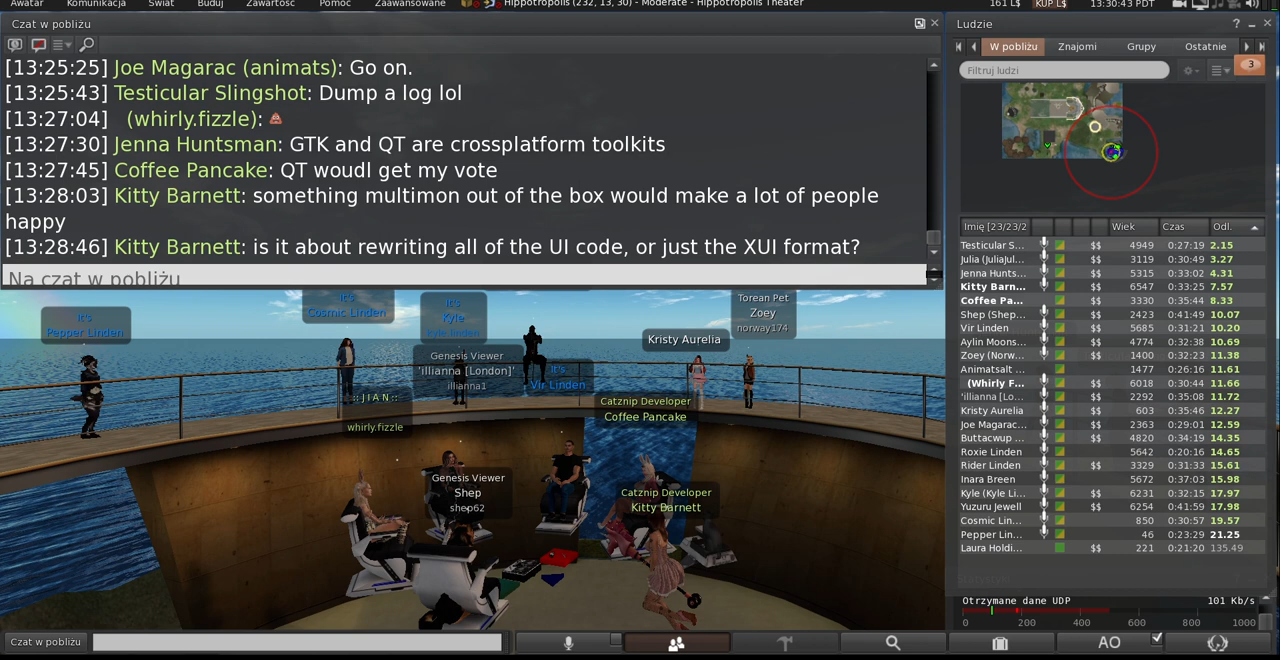 Awatar Komunikacja Świat Buduj Zawartość Pomoc Zaawansowane Hippotropolis (232, 13, 30) - Moderate - Hippotropolis Theater 161 L$ KUP L$ 13:30:43 PDT
Czat w pobliżu
[13:25:25] Joe Magarac (animats): Go on.
[13:25:43] Testicular Slingshot: Dump a log lol
[13:27:04] (whirly.fizzle): 💩
[13:27:30] Jenna Huntsman: GTK and QT are crossplatform toolkits
[13:27:45] Coffee Pancake: QT woudl get my vote
[13:28:03] Kitty Barnett: something multimon out of the box would make a lot of people
happy
[13:28:46] Kitty Barnett: is it about rewriting all of the UI code, or just the XUI format?
Na czat w pobliżu
It's
Pepper Linden
It's
Cosmic Linden
It's
Kyle
kyle.linden
Genesis Viewer
'illianna [London]'
illianna1
It's
Vir Linden
Kristy Aurelia
Torean Pet
Zoey
norway174
:: J I A N ::
whirly.fizzle
Catznip Developer
Coffee Pancake
Genesis Viewer
Shep
shep62
Catznip Developer
Kitty Barnett
Czat w pobliżu
AO
Ludzie
? _ ×
W pobliżu Znajomi Grupy Ostatnie
Filtruj ludzi
3
Imię [23/23/2 Wiek Czas Odl.
Testicular S... $$ 4949 0:27:19 2.15
Julia (JuliaJul... $$ 3119 0:30:49 3.27
Jenna Hunts... $$ 5315 0:33:02 4.31
Kitty Barn... $$ 6547 0:33:25 7.57
Coffee Pa... $$ 3330 0:35:44 8.33
Shep (Shep... $$ 2423 0:41:49 10.07
Vir Linden $$ 5685 0:31:21 10.20
Aylin Moons... $$ 4774 0:32:38 10.69
Zoey (Norw... $$ 1400 0:32:23 11.38
Animatsalt ... 1477 0:26:16 11.61
(Whirly F... $$ 6018 0:30:44 11.66
'illianna [Lo... $$ 2292 0:35:08 11.72
Kristy Aurelia $$ 603 0:35:46 12.27
Joe Magarac... $$ 2363 0:29:01 12.59
Buttacwup ... $$ 4820 0:34:19 14.35
Roxie Linden 5642 0:20:16 14.65
Rider Linden $$ 3329 0:31:33 15.61
Inara Breen 5672 0:37:03 15.98
Kyle (Kyle Li... $$ 6231 0:32:15 17.97
Yuzuru Jewell $$ 6254 0:41:59 17.98
Cosmic Lin... 850 0:30:57 19.57
Pepper Lin... 46 0:23:29 21.25
Laura Holdi... $$ 221 0:21:20 135.49
Otrzymane dane UDP 101 Kb/s
0 200 400 600 800 1000